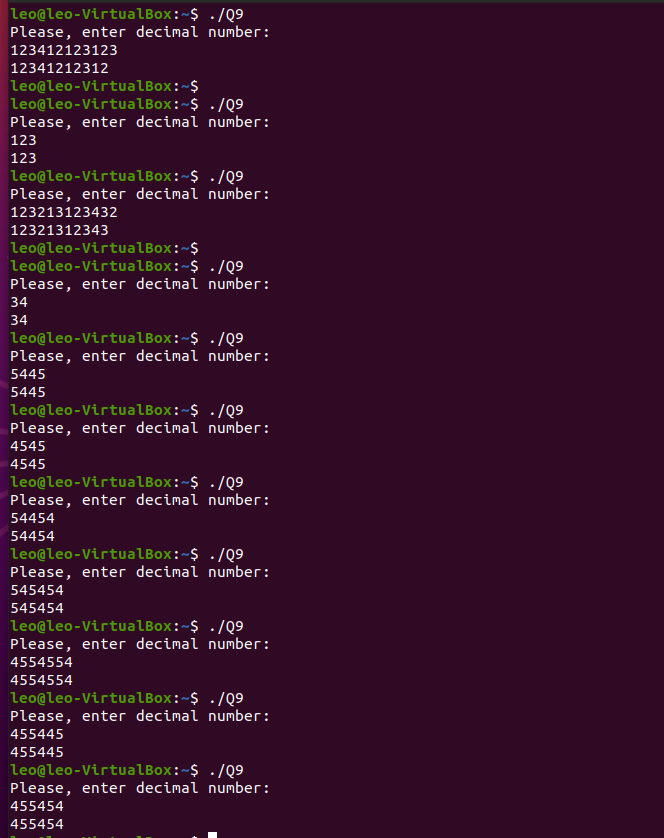 leo@leo-VirtualBox:~$ ./Q9
Please, enter decimal number:
123412123123
12341212312
leo@leo-VirtualBox:~$
leo@leo-VirtualBox:~$ ./Q9
Please, enter decimal number:
123
123
leo@leo-VirtualBox:~$ ./Q9
Please, enter decimal number:
123213123432
12321312343
leo@leo-VirtualBox:~$
leo@leo-VirtualBox:~$ ./Q9
Please, enter decimal number:
34
34
leo@leo-VirtualBox:~$ ./Q9
Please, enter decimal number:
5445
5445
leo@leo-VirtualBox:~$ ./Q9
Please, enter decimal number:
4545
4545
leo@leo-VirtualBox:~$ ./Q9
Please, enter decimal number:
54454
54454
leo@leo-VirtualBox:~$ ./Q9
Please, enter decimal number:
545454
545454
leo@leo-VirtualBox:~$ ./Q9
Please, enter decimal number:
4554554
4554554
leo@leo-VirtualBox:~$ ./Q9
Please, enter decimal number:
455445
455445
leo@leo-VirtualBox:~$ ./Q9
Please, enter decimal number:
455454
455454